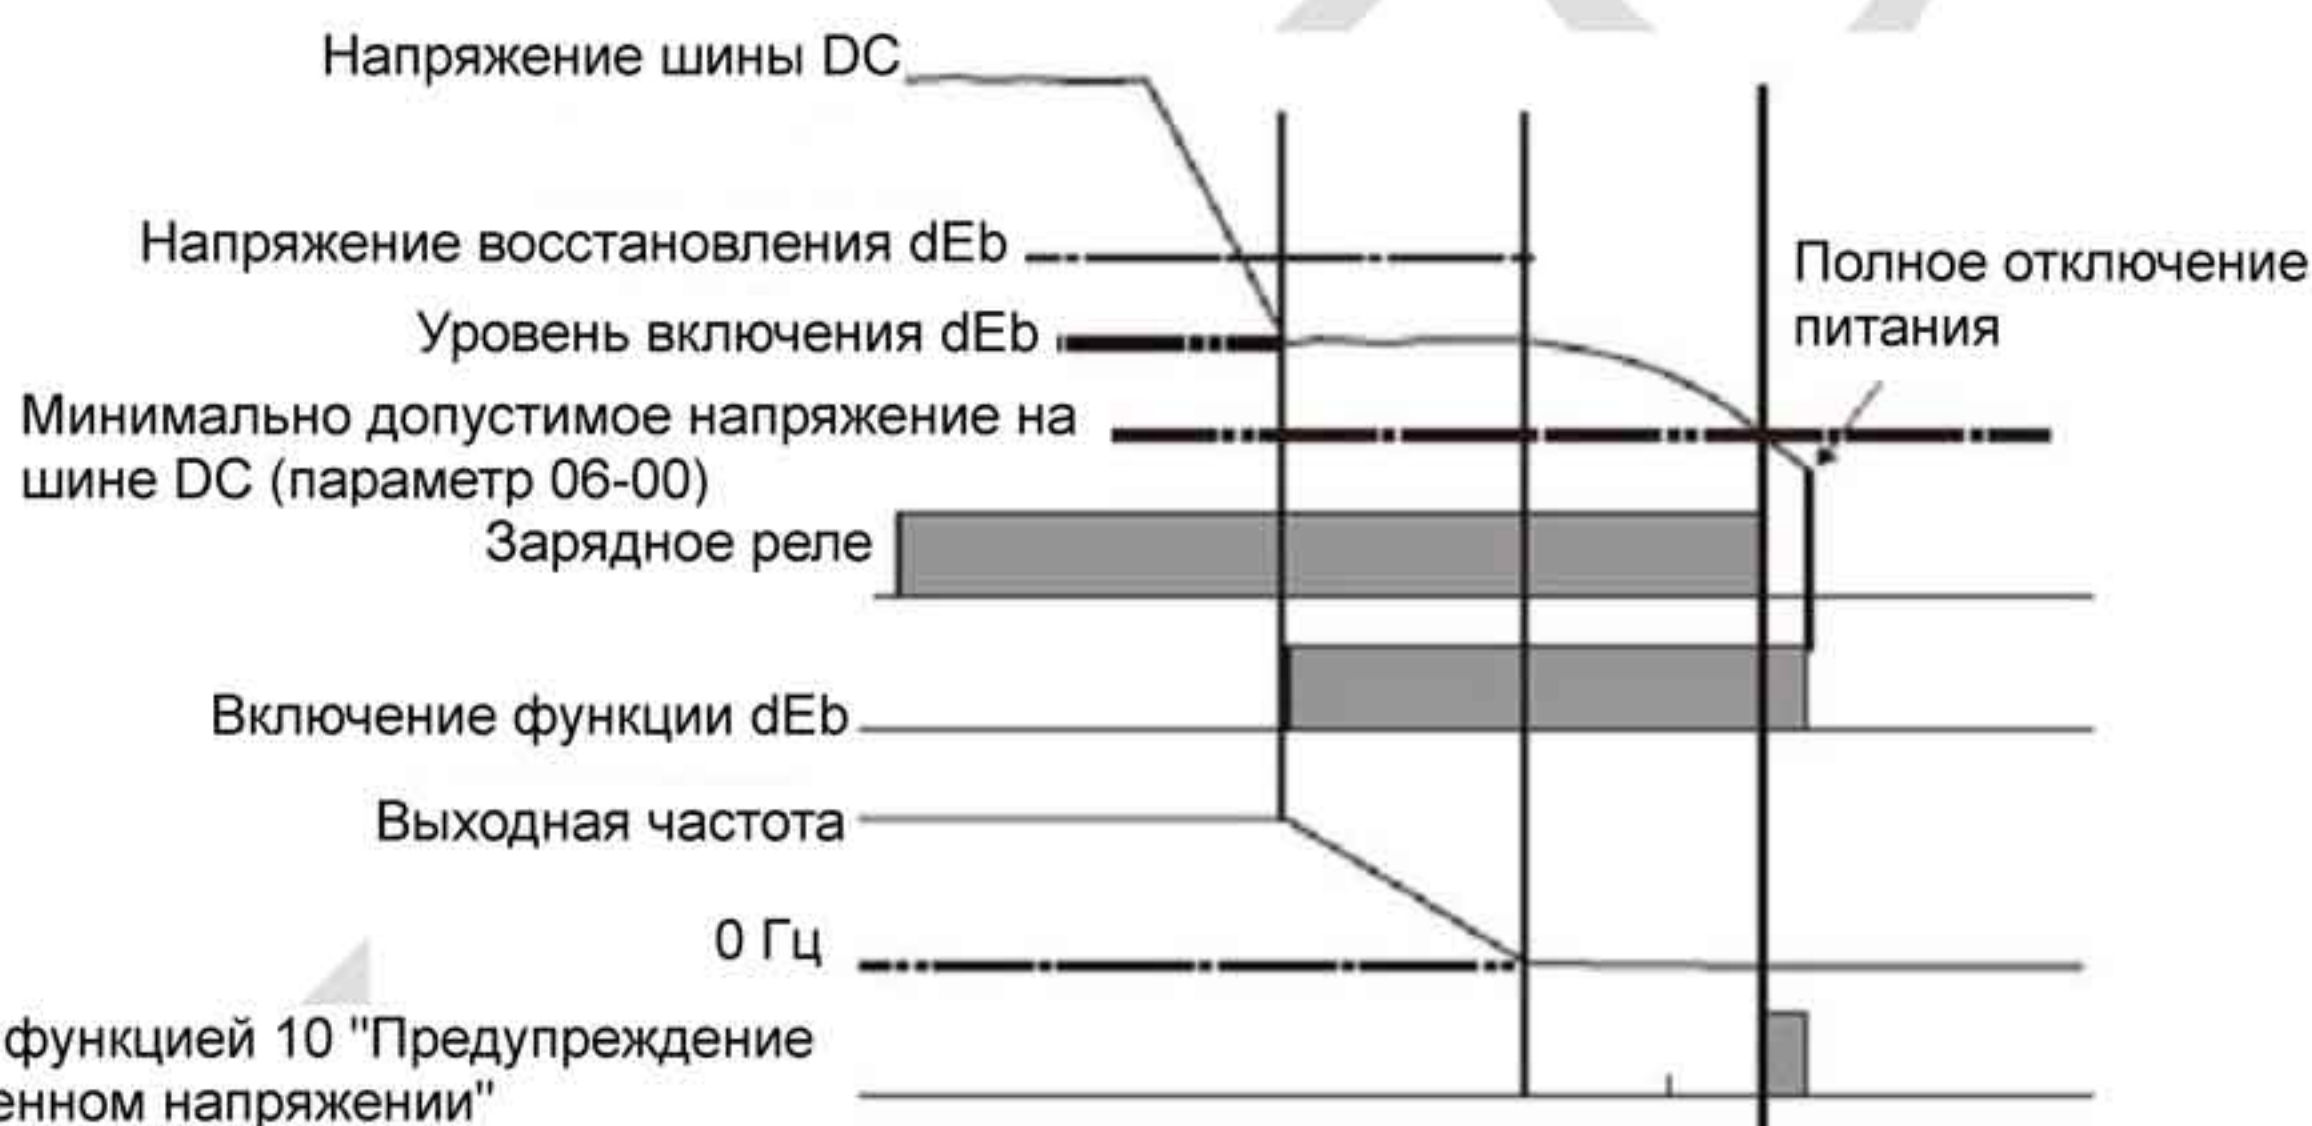 Напряжение шины DC
Напряжение восстановления dEb
Полное отключение
питания
Уровень включения dEb
Минимально допустимое напряжение на
шине DC (параметр 06-00)
Зарядное реле
Включение функции dEb
Выходная частота
0 Гц
функцией 10 "Предупреждение
напряжении"